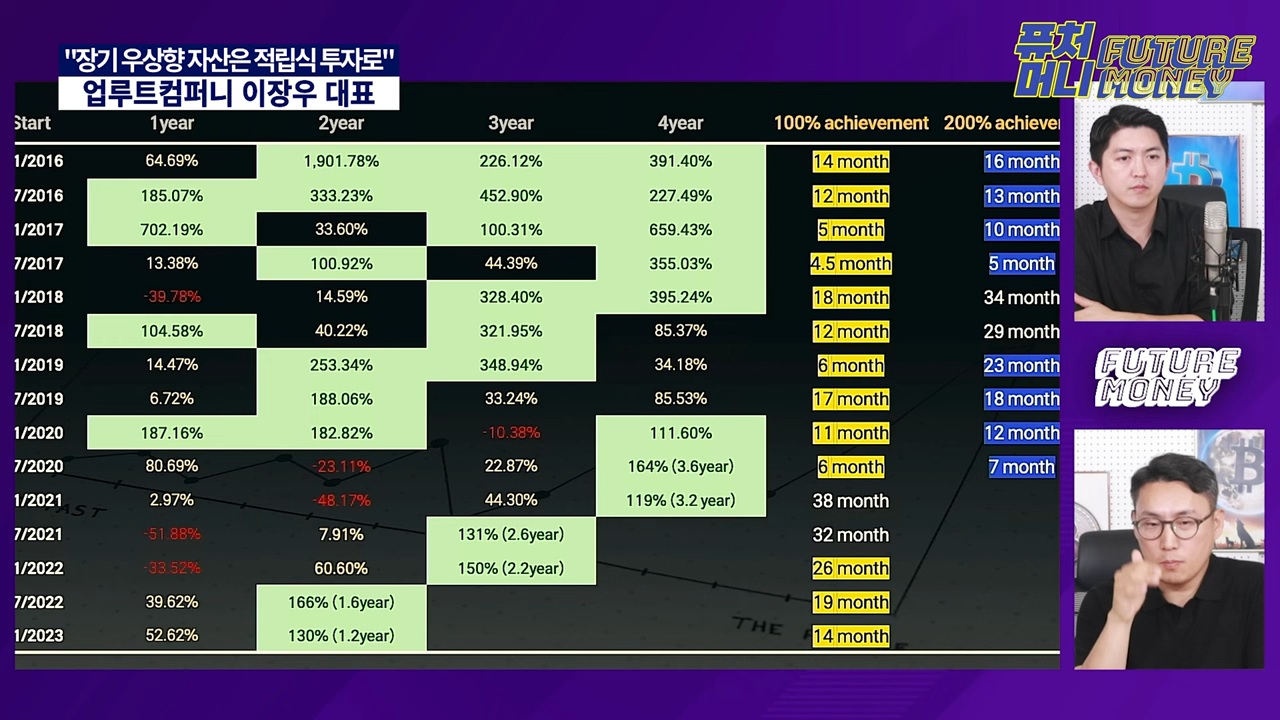 "장기 우상향 자산은 적립식 투자로"
업루트컴퍼니 이장우 대표
퓨처머니 FUTURE MONEY
Start 1year 2year 3year 4year 100% achievement 200% achieve
1/2016 64.69% 1,901.78% 226.12% 391.40% 14 month 16 month
7/2016 185.07% 333.23% 452.90% 227.49% 12 month 13 month
1/2017 702.19% 33.60% 100.31% 659.43% 5 month 10 month
7/2017 13.38% 100.92% 44.39% 355.03% 4.5 month 5 month
1/2018 -39.78% 14.59% 328.40% 395.24% 18 month 34 month
7/2018 104.58% 40.22% 321.95% 85.37% 12 month 29 month
1/2019 14.47% 253.34% 348.94% 34.18% 6 month 23 month
7/2019 6.72% 188.06% 33.24% 85.53% 17 month 18 month
1/2020 187.16% 182.82% -10.38% 111.60% 11 month 12 month
7/2020 80.69% -23.11% 22.87% 164% (3.6year) 6 month 7 month
1/2021 2.97% -48.17% 44.30% 119% (3.2 year) 38 month
7/2021 -51.88% 7.91% 131% (2.6year) 32 month
1/2022 -33.52% 60.60% 150% (2.2year) 26 month
7/2022 39.62% 166% (1.6year) 19 month
1/2023 52.62% 130% (1.2year) 14 month
THE
FUTURE
MONEY